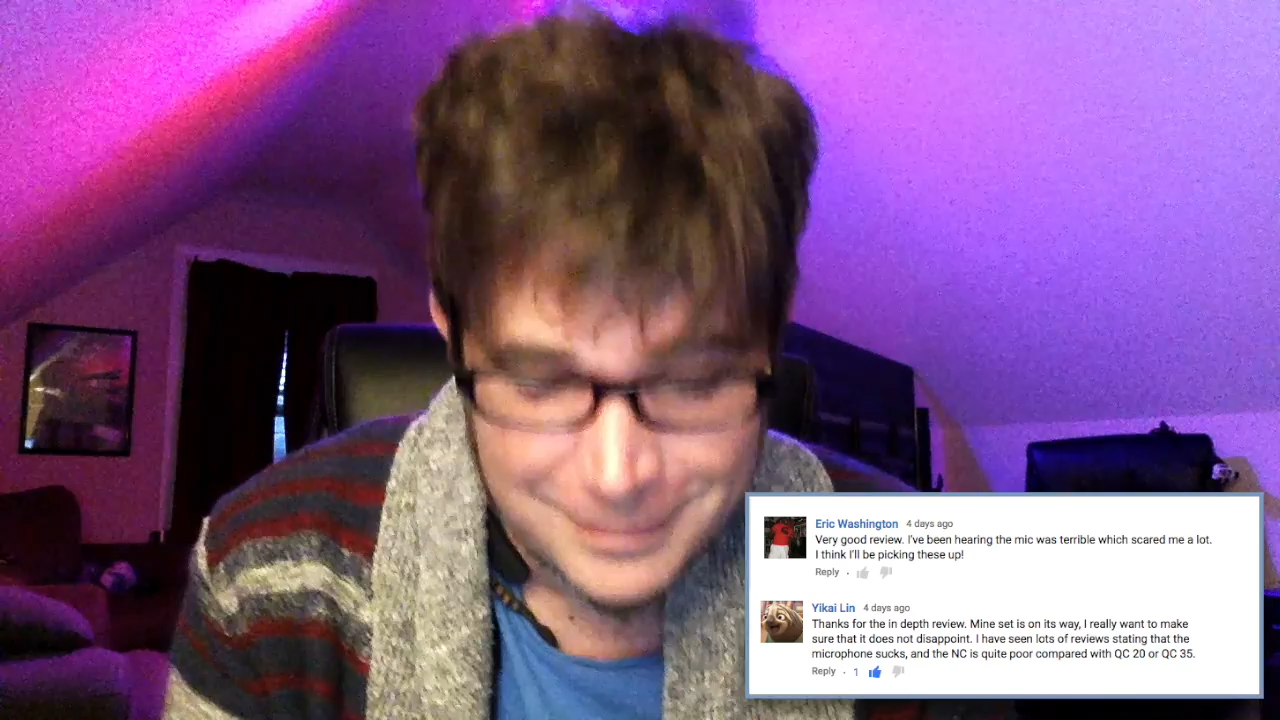 Eric Washington 4 days ago
Very good review. I've been hearing the mic was terrible which scared me a lot.
I think I'll be picking these up!
Reply
Yikai Lin 4 days ago
Thanks for the in depth review. Mine set is on its way, I really want to make
sure that it does not disappoint. I have seen lots of reviews stating that the
microphone sucks, and the NC is quite poor compared with QC 20 or QC 35.
Reply · 1